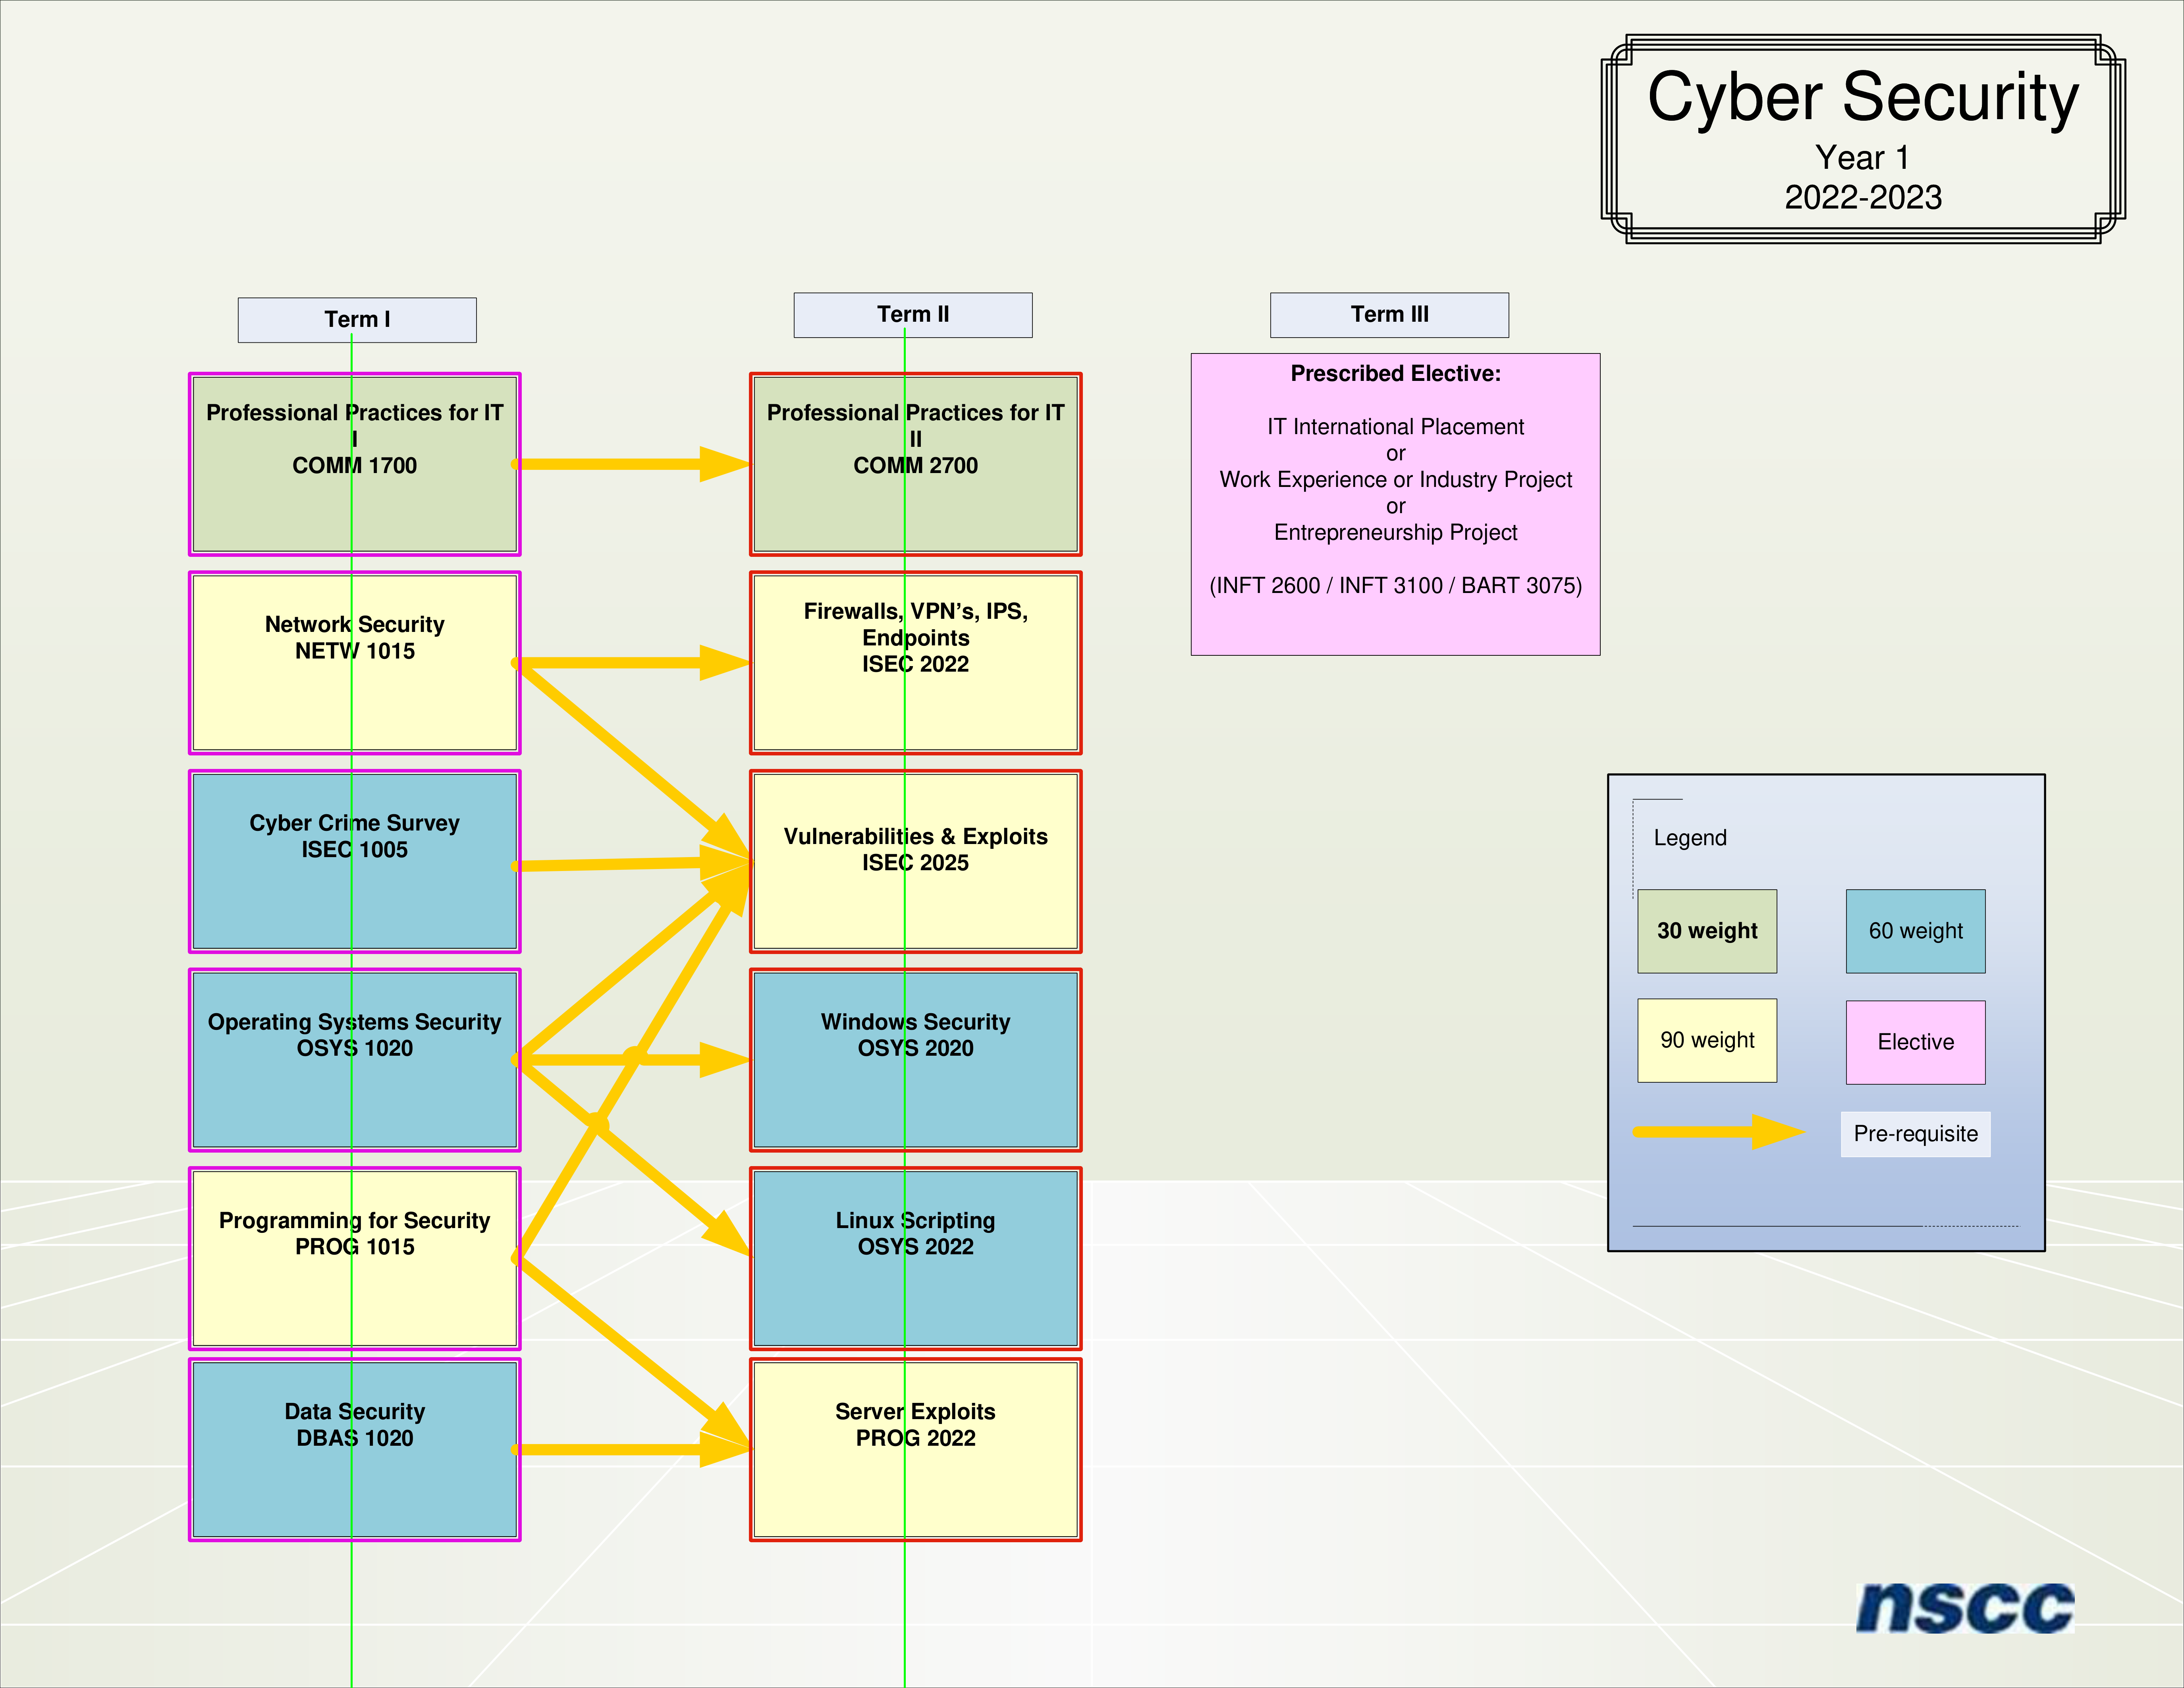 Cyber Security
Year 1
2022-2023
Term I
Term II
Term III
Professional Practices for IT
I
COMM 1700
Professional Practices for IT
II
COMM 2700
Prescribed Elective:
IT International Placement
or
Work Experience or Industry Project
or
Entrepreneurship Project
(INFT 2600 / INFT 3100 / BART 3075)
Network Security
NETW 1015
Firewalls, VPN’s, IPS,
Endpoints
ISEC 2022
Cyber Crime Survey
ISEC 1005
Vulnerabilities & Exploits
ISEC 2025
Operating Systems Security
OSYS 1020
Windows Security
OSYS 2020
Programming for Security
PROG 1015
Linux Scripting
OSYS 2022
Data Security
DBAS 1020
Server Exploits
PROG 2022
Legend
30 weight
60 weight
90 weight
Elective
Pre-requisite
nscc